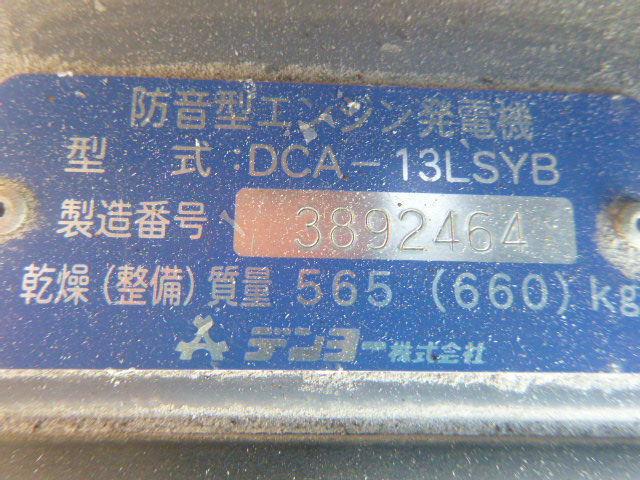 防音型エンジン発電機
型 式 DCA-13LSYB
製造番号 3892464
乾燥(整備)質量 565 (660)kg
デンヨー株式会社